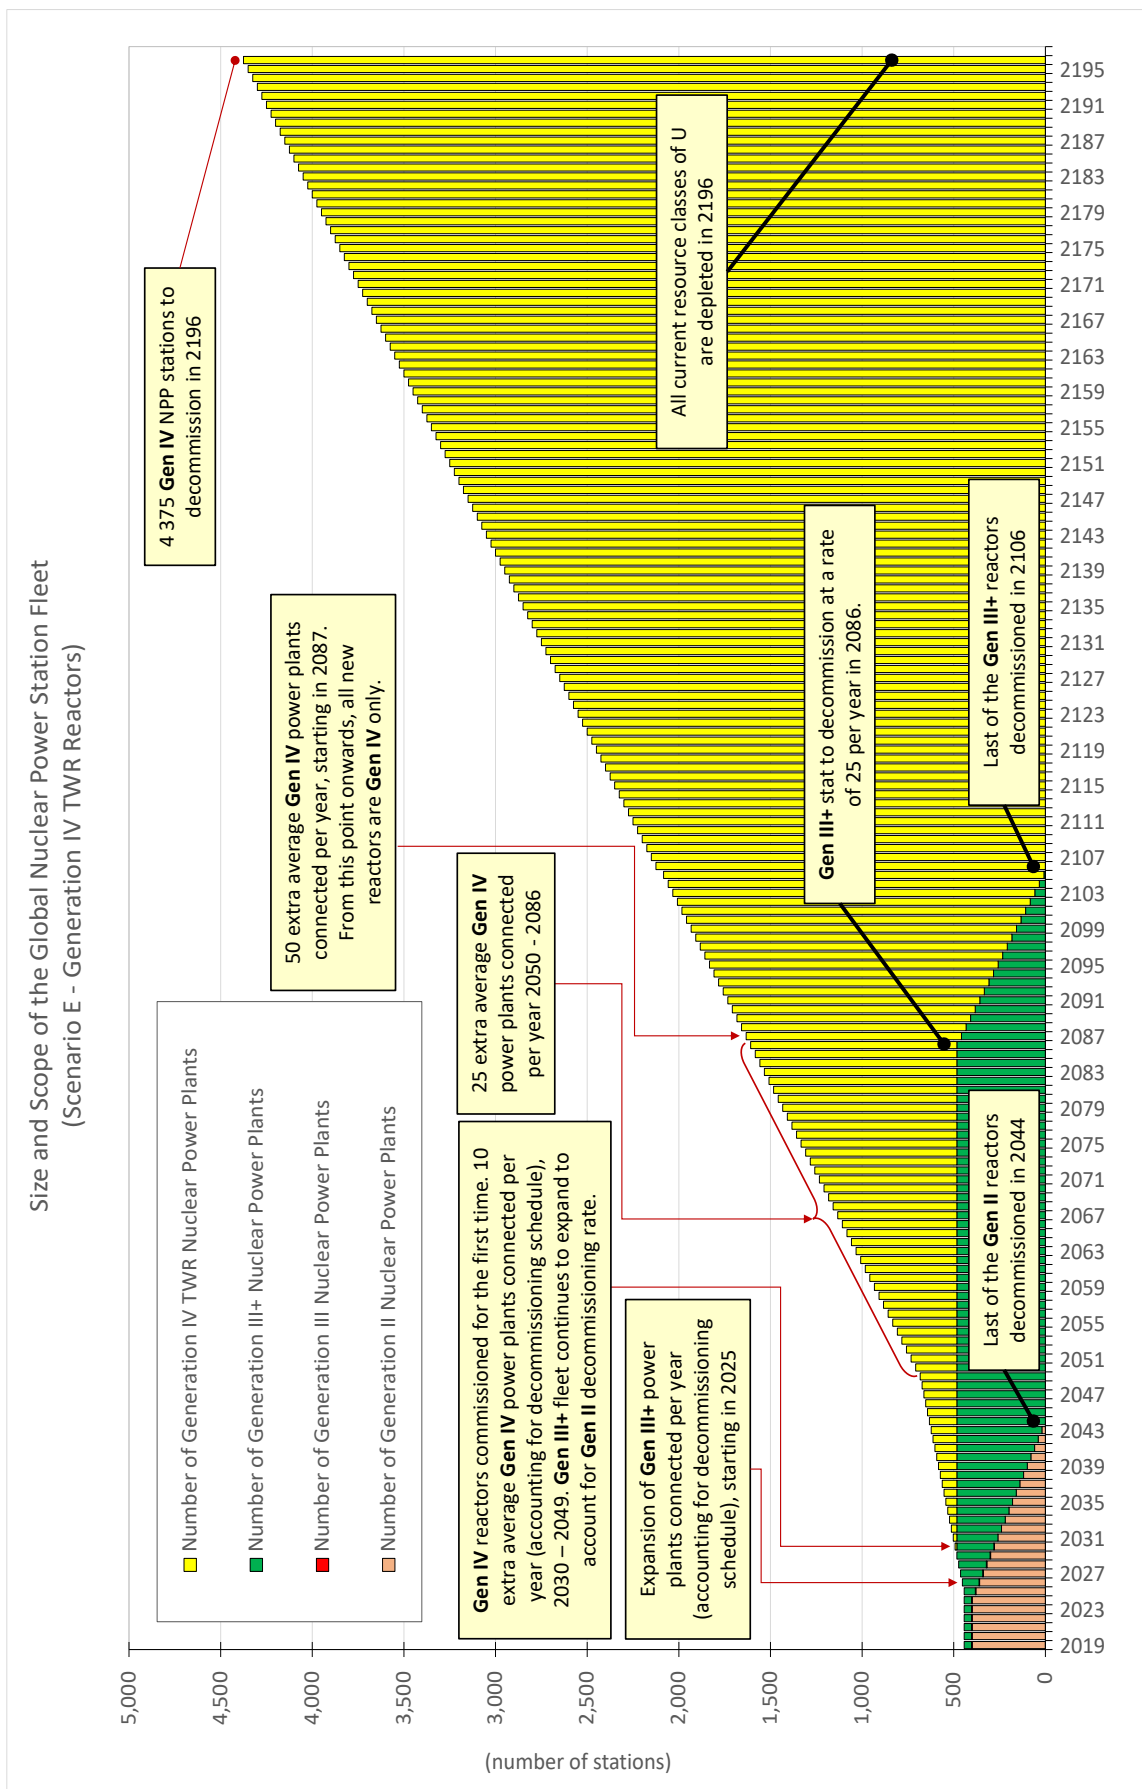 Size and Scope of the Global Nuclear Power Station Fleet
(Scenario E - Generation IV TWR Reactors)
(number of stations)
5,000
4,500
4,000
3,500
3,000
2,500
2,000
1,500
1,000
500
0
Number of Generation IV TWR Nuclear Power Plants
Number of Generation III+ Nuclear Power Plants
Number of Generation III Nuclear Power Plants
Number of Generation II Nuclear Power Plants
4 375 Gen IV NPP stations to
decommission in 2196
50 extra average Gen IV power plants
connected per year, starting in 2087.
From this point onwards, all new
reactors are Gen IV only.
25 extra average Gen IV
power plants connected
per year 2050 - 2086
Gen IV reactors commissioned for the first time. 10
extra average Gen IV power plants connected per
year (accounting for decommissioning schedule),
2030 – 2049. Gen III+ fleet continues to expand to
account for Gen II decommissioning rate.
Expansion of Gen III+ power
plants connected per year
(accounting for decommissioning
schedule), starting in 2025
All current resource classes of U
are depleted in 2196
Gen III+ stat to decommission at a rate
of 25 per year in 2086.
Last of the Gen III+ reactors
decommissioned in 2106
Last of the Gen II reactors
decommissioned in 2044
2019
2023
2027
2031
2035
2039
2043
2047
2051
2055
2059
2063
2067
2071
2075
2079
2083
2087
2091
2095
2099
2103
2107
2111
2115
2119
2123
2127
2131
2135
2139
2143
2147
2151
2155
2159
2163
2167
2171
2175
2179
2183
2187
2191
2195